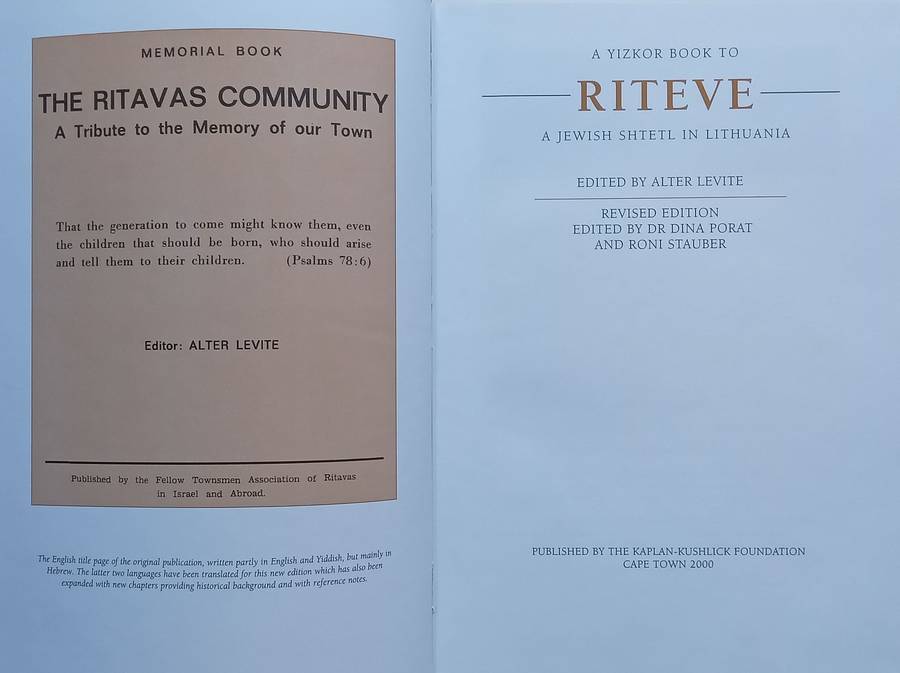 MEMORIAL BOOK
THE RITAVAS COMMUNITY
A Tribute to the Memory of our Town
That the generation to come might know them, even
the children that should be born, who should arise
and tell them to their children. (Psalms 78:6)
Editor: ALTER LEVITE
Published by the Fellow Townsmen Association of Ritavas
in Israel and Abroad.
The English title page of the original publication, written partly in English and Yiddish, but mainly in
Hebrew. The latter two languages have been translated for this new edition which has also been
expanded with new chapters providing historical background and with reference notes.
A YIZKOR BOOK TO
RITEVE
A JEWISH SHTETL IN LITHUANIA
EDITED BY ALTER LEVITE
REVISED EDITION
EDITED BY DR DINA PORAT
AND RONI STAUBER
PUBLISHED BY THE KAPLAN-KUSHLICK FOUNDATION
CAPE TOWN 2000